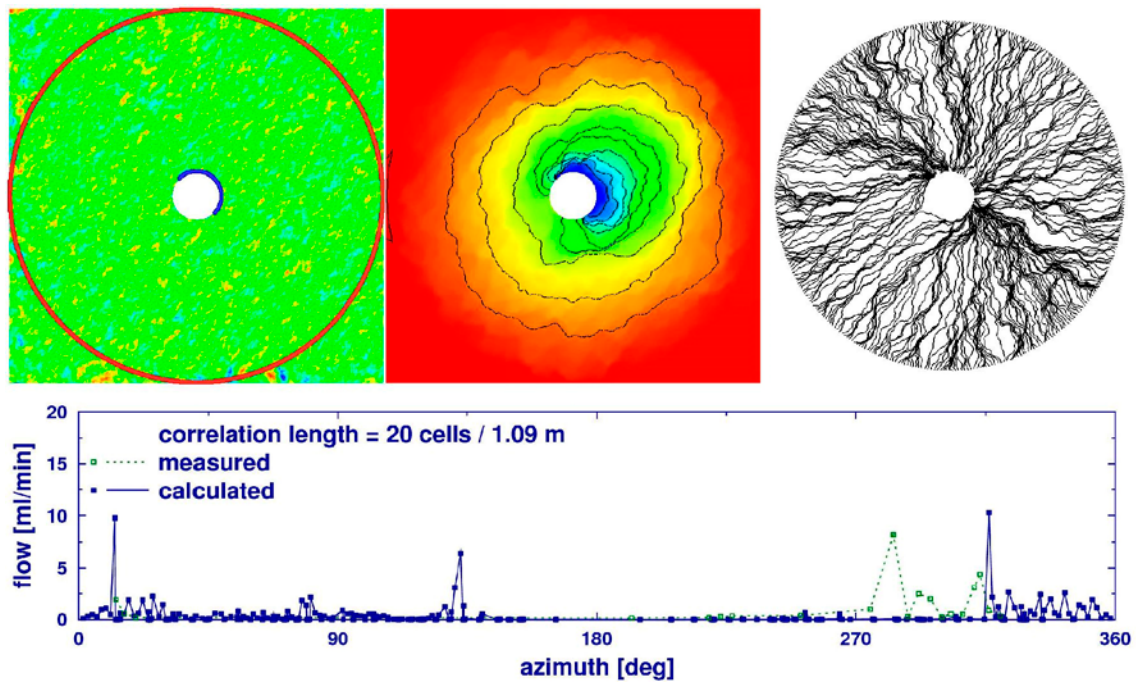 20
15
10
5
0
flow [ml/min]
correlation length = 20 cells / 1.09 m
measured
calculated
0 90 180 270 360
azimuth [deg]